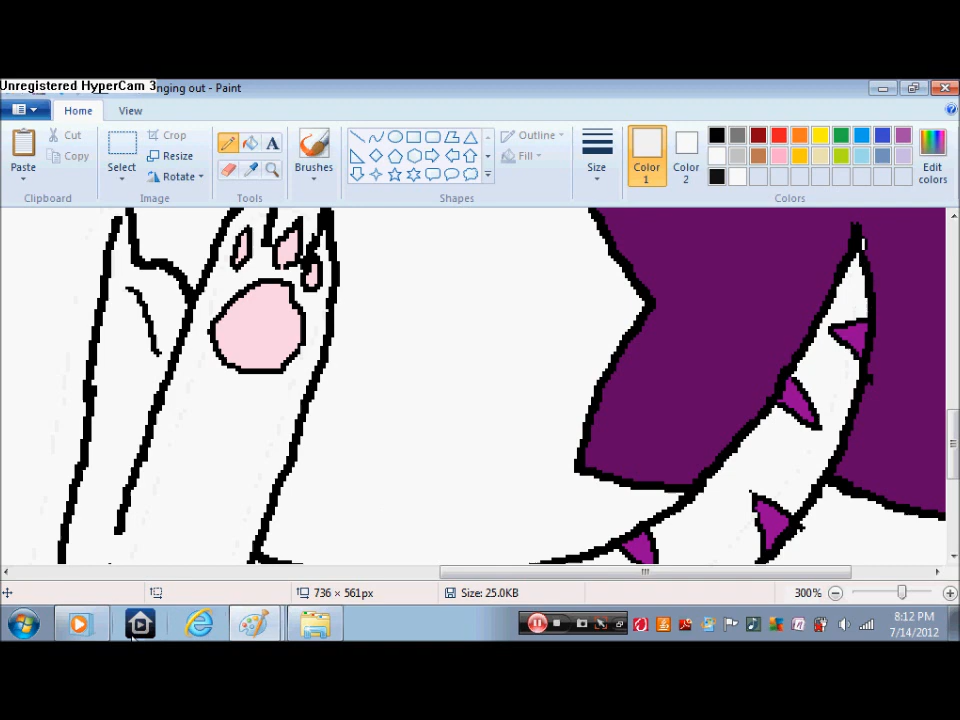 Unregistered HyperCam 3
nging out - Paint
Home View
Paste
Cut
Copy
Clipboard
Select
Crop
Resize
Rotate
Image
A
Tools
Brushes
Outline
Fill
Shapes
Size
Color 1
Color 2
Edit colors
Colors
736 × 561px
Size: 25.0KB
300%
8:12 PM
7/14/2012